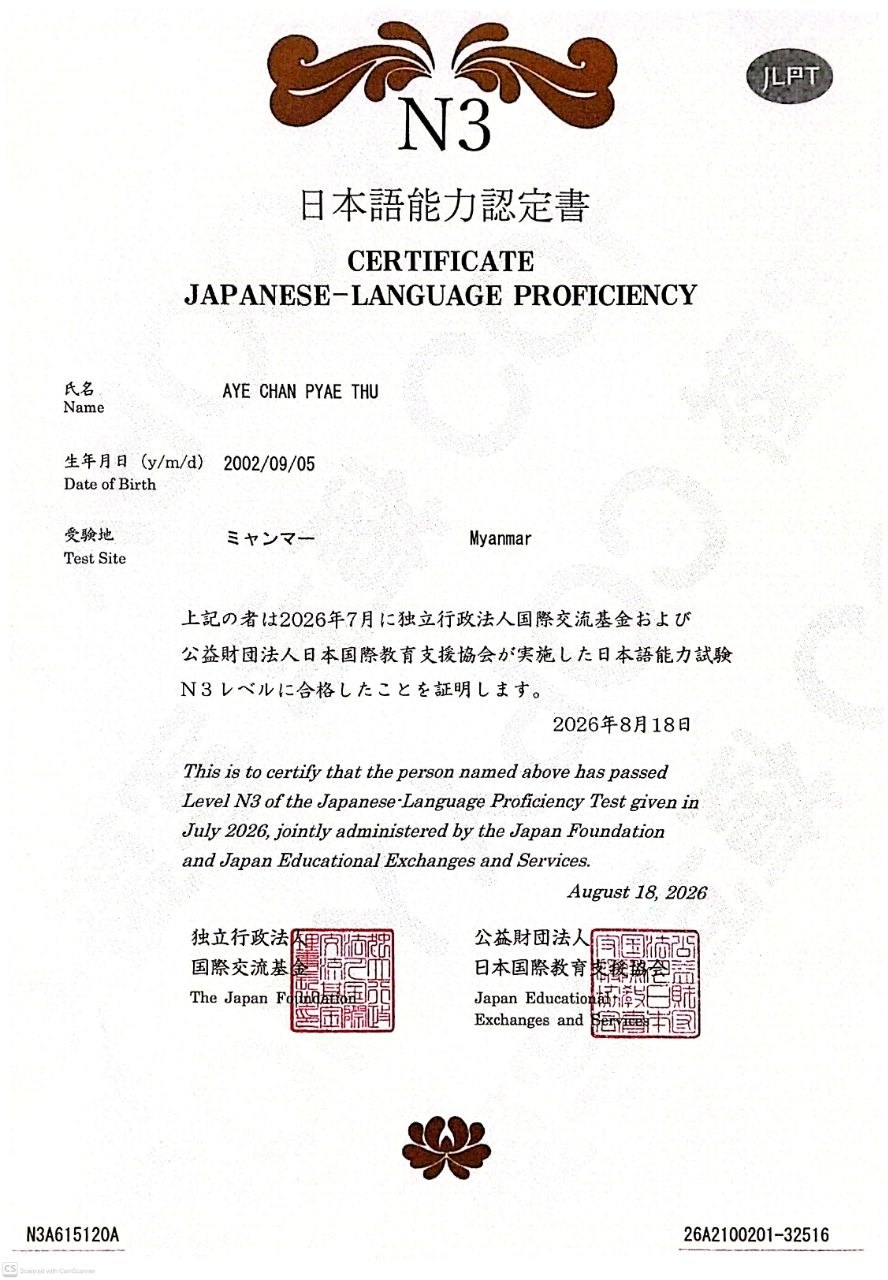 JLPT
N3
日本語能力認定書
CERTIFICATE
JAPANESE-LANGUAGE PROFICIENCY
氏名 AYE CHAN PYAE THU
Name
生年月日 (y/m/d) 2002/09/05
Date of Birth
受験地 ミャンマー Myanmar
Test Site
上記の者は2026年7月に独立行政法人国際交流基金および
公益財団法人日本国際教育支援協会が実施した日本語能力試験
N3レベルに合格したことを証明します。
2026年8月18日
This is to certify that the person named above has passed
Level N3 of the Japanese-Language Proficiency Test given in
July 2026, jointly administered by the Japan Foundation
and Japan Educational Exchanges and Services.
August 18, 2026
独立行政法人
国際交流基金
The Japan Foundation
公益財団法人
日本国際教育支援協会
Japan Educational
Exchanges and Services
N3A615120A
26A2100201-32516
CS Scanned with CamScanner